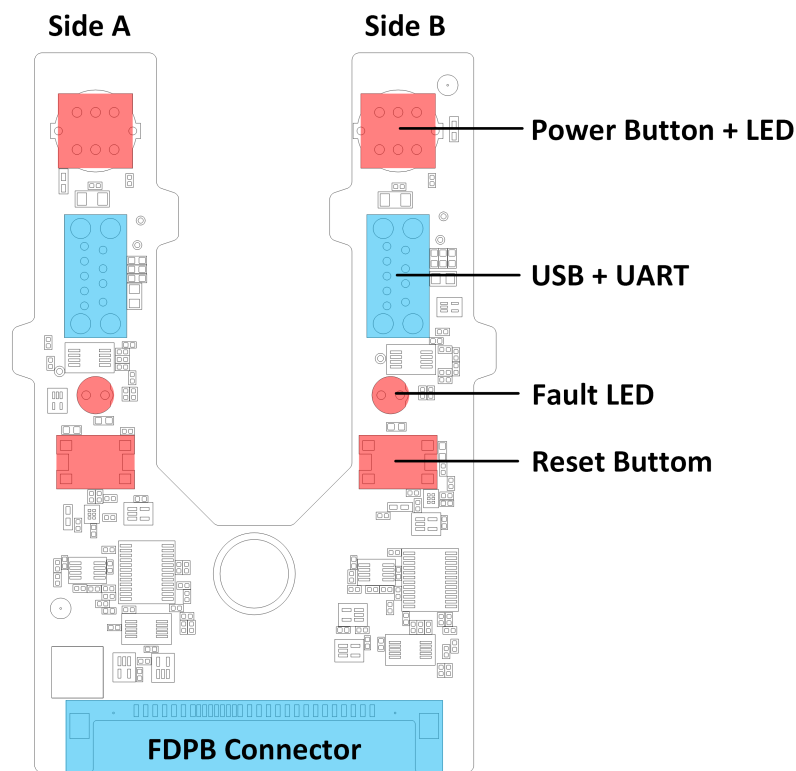 Side A
Side B
Power Button + LED
USB + UART
Fault LED
Reset Buttom
FDPB Connector